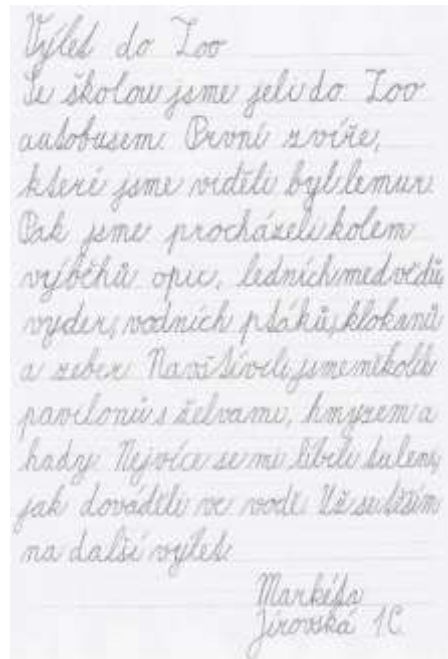 Výlet do Zoo
Se školou jsme jeli do Zoo
autobusem. První zvíře,
které jsme viděli byl lemur.
Pak jsme procházeli kolem
výběhů opic, ledních medvědů,
vyder, vodních ptáků, klokanů
a zeber. Navštívili jsme několik
pavilonů s želvami, hmyzem a
hady. Nejvíce se mi líbili tuleni,
jak dováděli ve vodě. Už se těším
na další výlet.
Markéta
Jirovská 1C